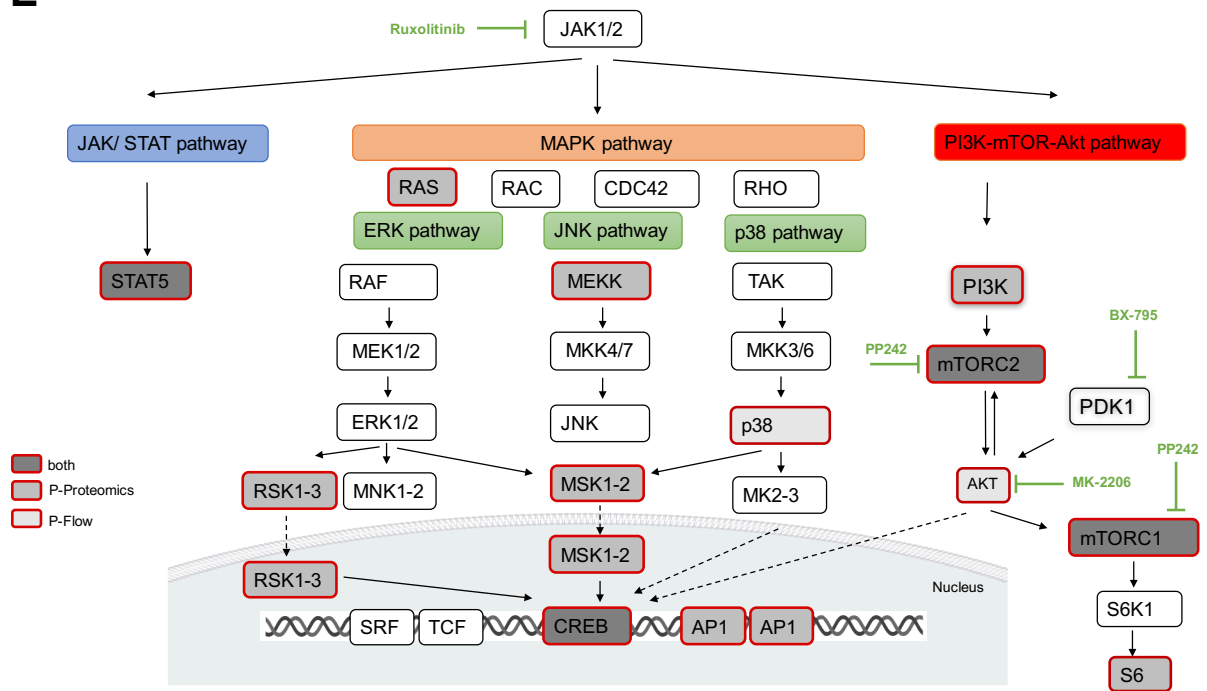 E
Ruxolitinib
JAK1/2
JAK/ STAT pathway
MAPK pathway
PI3K-mTOR-Akt pathway
RAS
RAC
CDC42
RHO
ERK pathway
JNK pathway
p38 pathway
STAT5
RAF
MEKK
TAK
PI3K
BX-795
MEK1/2
MKK4/7
MKK3/6
PP242
mTORC2
PDK1
ERK1/2
JNK
p38
both
P-Proteomics
P-Flow
RSK1-3
MNK1-2
MSK1-2
MK2-3
AKT
MK-2206
PP242
mTORC1
MSK1-2
RSK1-3
Nucleus
SRF
TCF
CREB
AP1
AP1
S6K1
S6